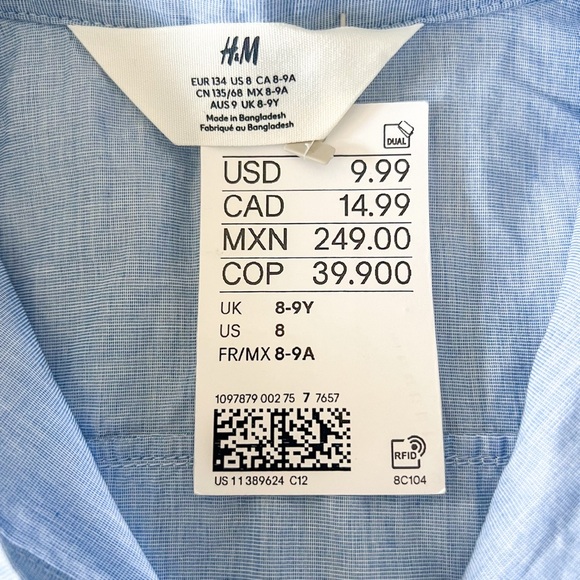 H&M
EUR 134 US 8 CA 8-9A
CN 135/68 MX 8-9A
AUS 9 UK 8-9Y
Made in Bangladesh
Fabriqué au Bangladesh
DUAL
USD 9.99
CAD 14.99
MXN 249.00
COP 39.900
UK 8-9Y
US 8
FR/MX 8-9A
1097879 002 75 7 7657
RFID
US 11389624 C12 8C104